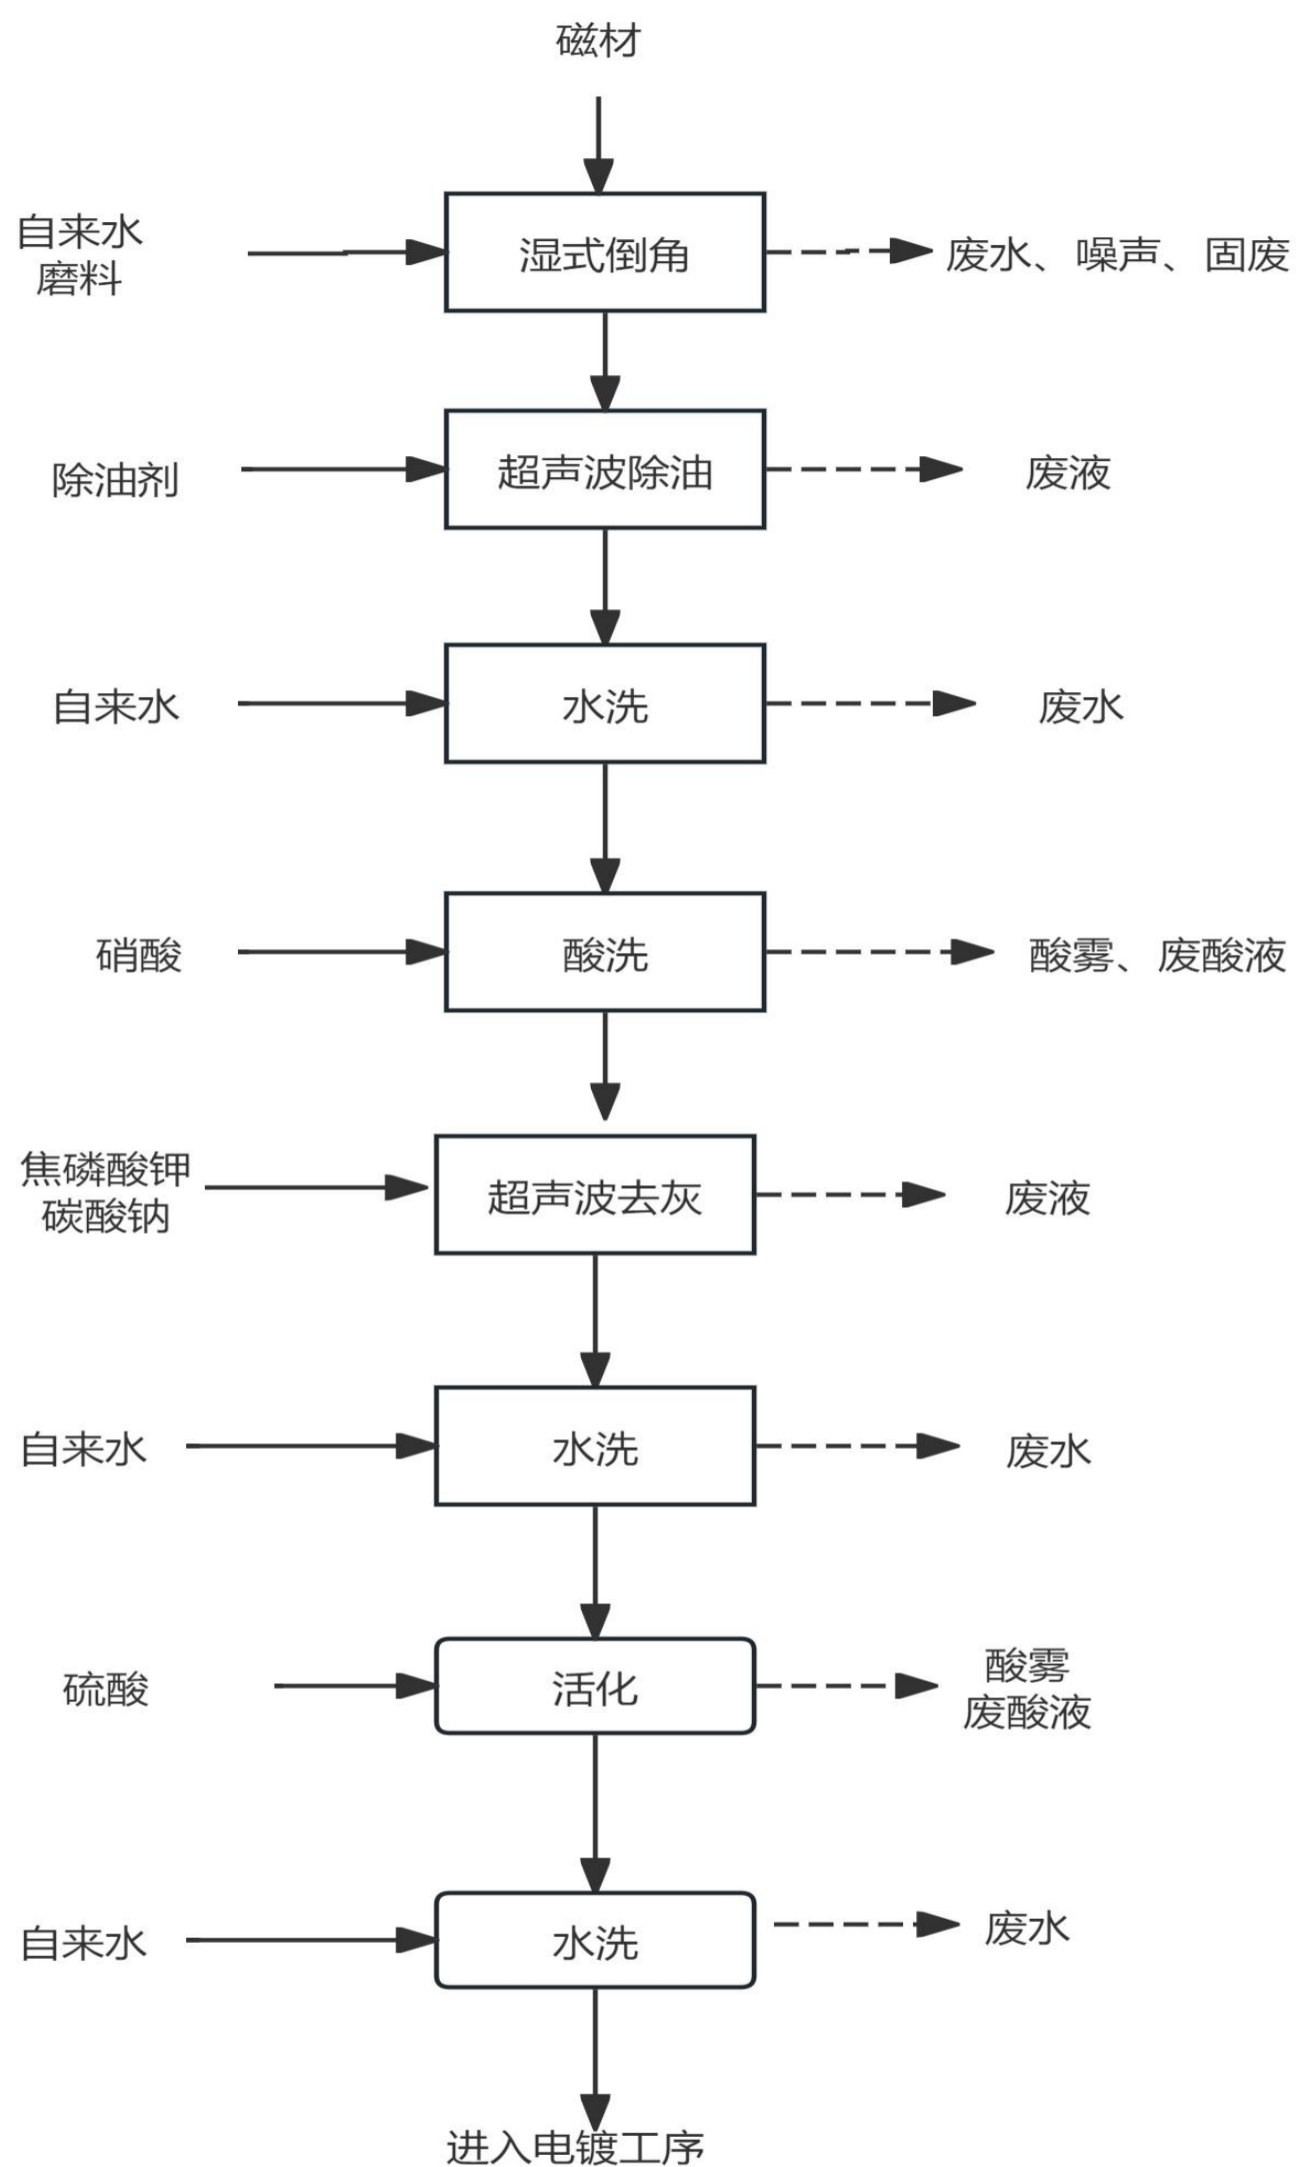 磁材
自来水
磨料
湿式倒角
废水、噪声、固废
除油剂
超声波除油
废液
自来水
水洗
废水
硝酸
酸洗
酸雾、废酸液
焦磷酸钾
碳酸钠
超声波去灰
废液
自来水
水洗
废水
硫酸
活化
酸雾
废酸液
自来水
水洗
废水
进入电镀工序